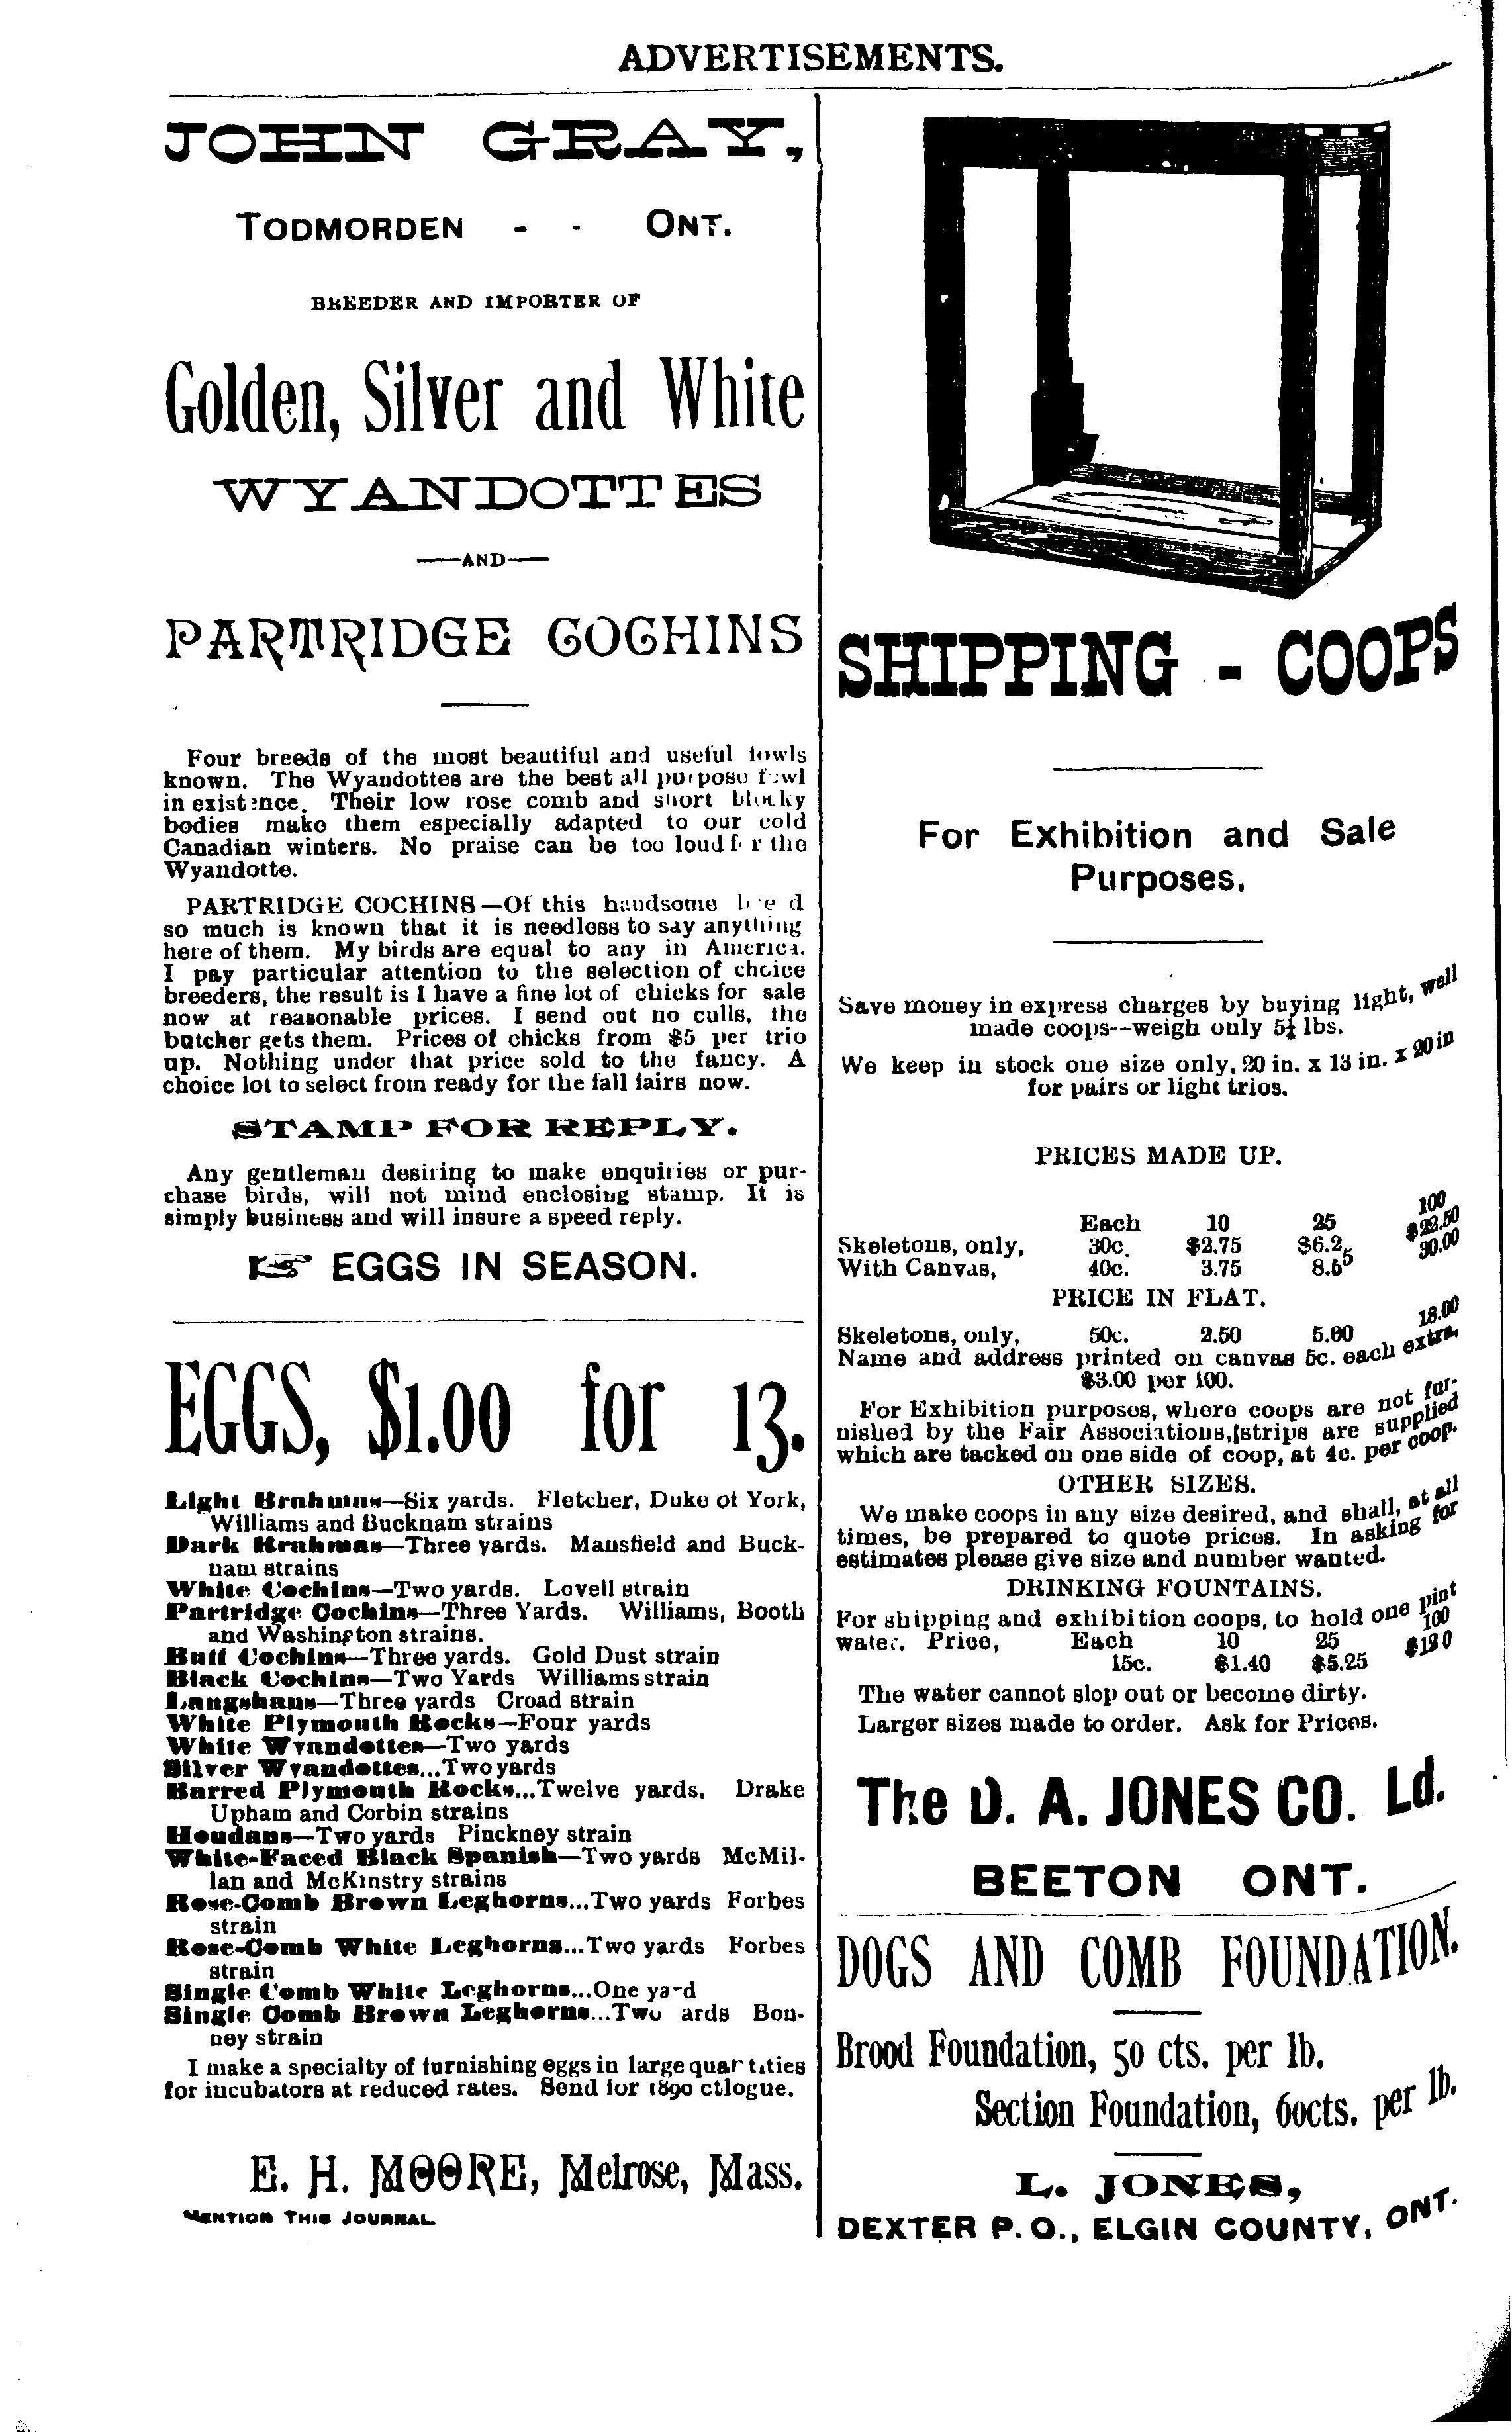 ADVERTISEMENTS.
JOHN GRAY,
TODMORDEN - - ONT.
BREEDER AND IMPORTER OF
Golden, Silver and White
WYANDOTTES
—AND—
PARTRIDGE COCHINS
Four breeds of the most beautiful and useful fowls
known. The Wyandottes are the best all purpose fowl
in existence. Their low rose comb and short blocky
bodies make them especially adapted to our cold
Canadian winters. No praise can be too loud for the
Wyandotte.
PARTRIDGE COCHINS—Of this handsome breed
so much is known that it is needless to say anything
here of them. My birds are equal to any in America.
I pay particular attention to the selection of choice
breeders, the result is I have a fine lot of chicks for sale
now at reasonable prices. I send out no culls, the
butcher gets them. Prices of chicks from $5 per trio
up. Nothing under that price sold to the fancy. A
choice lot to select from ready for the fall fairs now.
STAMP FOR REPLY.
Any gentleman desiring to make enquiries or pur-
chase birds, will not mind enclosing stamp. It is
simply business and will insure a speed reply.
☞ EGGS IN SEASON.
EGGS, $1.00 for 13.
Light Brahmas—Six yards. Fletcher, Duke of York,
Williams and Bucknam strains
Dark Brahmas—Three yards. Mansfield and Buck-
nam strains
White Cochins—Two yards. Lovell strain
Partridge Cochins—Three Yards. Williams, Booth
and Washington strains.
Buff Cochins—Three yards. Gold Dust strain
Black Cochins—Two Yards Williams strain
Langshans—Three yards Croad strain
White Plymouth Rocks—Four yards
White Wyandottes—Two yards
Silver Wyandottes...Two yards
Barred Plymouth Rocks...Twelve yards. Drake
Upham and Corbin strains
Houdans—Two yards Pinckney strain
White-Faced Black Spanish—Two yards McMil-
lan and McKinstry strains
Rose-Comb Brown Leghorns...Two yards Forbes
strain
Rose-Comb White Leghorns...Two yards Forbes
strain
Single Comb White Leghorns...One yard
Single Comb Brown Leghorns...Two ards Bon-
ney strain
I make a specialty of furnishing eggs in large quantities
for incubators at reduced rates. Send for 1890 ctlogue.
E. H. MOORE, Melrose, Mass.
MENTION THIS JOURNAL.
SHIPPING - COOPS
For Exhibition and Sale
Purposes.
Save money in express charges by buying light, well
made coops--weigh only 5½ lbs.
We keep in stock one size only, 20 in. x 13 in. x 20 in
for pairs or light trios.
PRICES MADE UP.
Each 10 25 100
Skeletons, only, 30c. $2.75 $6.25 $22.50
With Canvas, 40c. 3.75 30.00
PRICE IN FLAT.
Skeletons, only, 50c. 2.50 5.00 18.00
Name and address printed on canvas 5c. each extra,
$3.00 per 100.
For Exhibition purposes, where coops are not fur-
nished by the Fair Associations, strips are supplied
which are tacked on one side of coop, at 4c. per coop.
OTHER SIZES.
We make coops in any size desired, and shall, at all
times, be prepared to quote prices. In asking for
estimates please give size and number wanted.
DRINKING FOUNTAINS.
For shipping and exhibition coops, to hold one pint
water. Price, Each 10 25 100
15c. $1.40 $5.25
The water cannot slop out or become dirty.
Larger sizes made to order. Ask for Prices.
The D. A. JONES CO. Ld.
BEETON ONT.
DOGS AND COMB FOUNDATION.
Brood Foundation, 50 cts. per lb.
Section Foundation, 60cts. per lb.
L. JONES,
DEXTER P.O., ELGIN COUNTY, ONT.